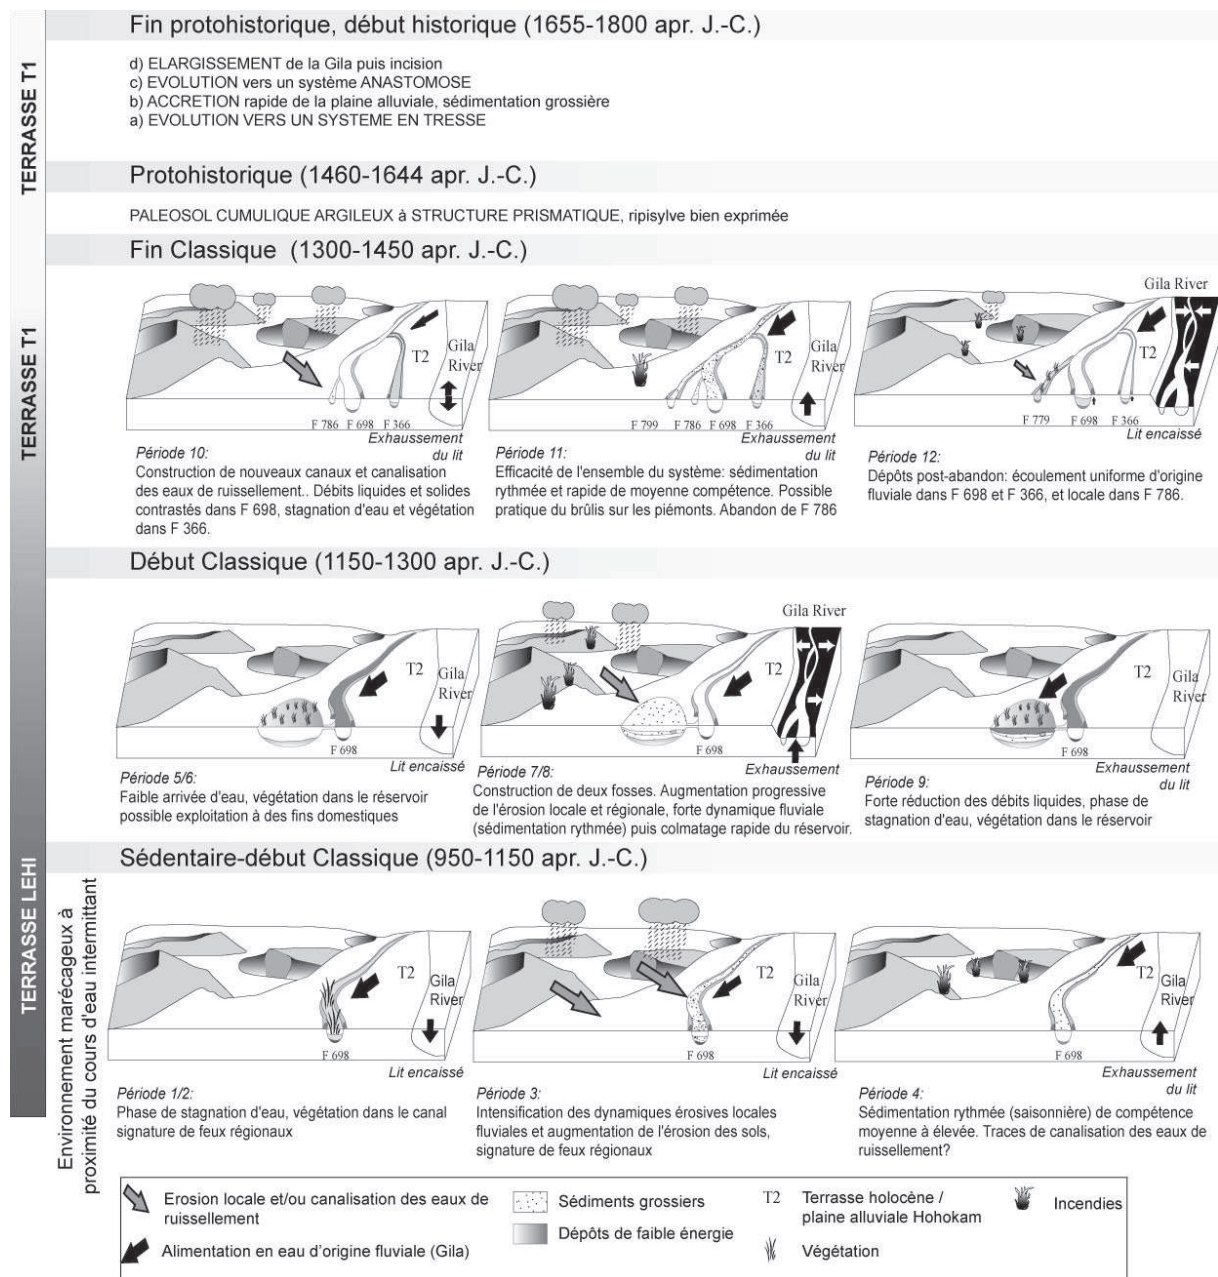 Fin protohistorique, début historique (1655-1800 apr. J.-C.)
d) ELARGISSEMENT de la Gila puis incision
c) EVOLUTION vers un système ANASTOMOSE
b) ACCRETION rapide de la plaine alluviale, sédimentation grossière
a) EVOLUTION VERS UN SYSTEME EN TRESSE
TERRASSE T1
Protohistorique (1460-1644 apr. J.-C.)
PALEOSOL CUMULIQUE ARGILEUX à STRUCTURE PRISMATIQUE, ripisylve bien exprimée
Fin Classique (1300-1450 apr. J.-C.)
TERRASSE T1
T2
Gila
River
F 786 F 698 F 366
Exhaussement
du lit
Période 10:
Construction de nouveaux canaux et canalisation
des eaux de ruissellement.. Débits liquides et solides
contrastés dans F 698, stagnation d'eau et végétation
dans F 366.
T2
Gila
River
F 799 F 786 F 698 F 366
Exhaussement
du lit
Période 11:
Efficacité de l'ensemble du système: sédimentation
rythmée et rapide de moyenne compétence. Possible
pratique du brûlis sur les piémonts. Abandon de F 786
Gila River
T2
F 779 F 698 F 366
Lit encaissé
Période 12:
Dépôts post-abandon: écoulement uniforme d'origine
fluviale dans F 698 et F 366, et locale dans F 786.
Début Classique (1150-1300 apr. J.-C.)
T2
Gila
River
F 698
Lit encaissé
Période 5/6:
Faible arrivée d'eau, végétation dans le réservoir
possible exploitation à des fins domestiques
Gila River
T2
F 698
Exhaussement
Période 7/8:
Construction de deux fosses. Augmentation progressive
de l'érosion locale et régionale, forte dynamique fluviale
(sédimentation rythmée) puis colmatage rapide du réservoir.
T2
Gila
River
F 698
Exhaussement
du lit
Période 9:
Forte réduction des débits liquides, phase de
stagnation d'eau, végétation dans le réservoir
Sédentaire-début Classique (950-1150 apr. J.-C.)
TERRASSE LEHI
Environnement marécageux à
proximité du cours d'eau intermittant
T2
Gila
River
F 698
Lit encaissé
Période 1/2:
Phase de stagnation d'eau, végétation dans le canal
signature de feux régionaux
T2
Gila
River
F 698
Lit encaissé
Période 3:
Intensification des dynamiques érosives locales
fluviales et augmentation de l'érosion des sols,
signature de feux régionaux
T2
Gila
River
F 698
Exhaussement
du lit
Période 4:
Sédimentation rythmée (saisonnière) de compétence
moyenne à élevée. Traces de canalisation des eaux de
ruissellement?
Erosion locale et/ou canalisation des eaux de
ruissellement
Alimentation en eau d'origine fluviale (Gila)
Sédiments grossiers
Dépôts de faible énergie
T2 Terrasse holocène /
plaine alluviale Hohokam
Végétation
Incendies